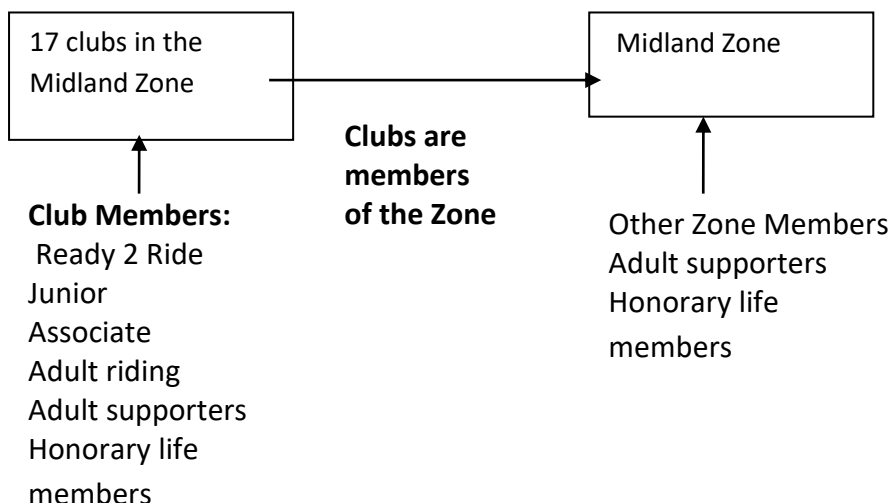 17 clubs in the
Midland Zone
Midland Zone
Clubs are
members
of the Zone
Club Members:
Ready 2 Ride
Junior
Associate
Adult riding
Adult supporters
Honorary life
members
Other Zone Members
Adult supporters
Honorary life
members